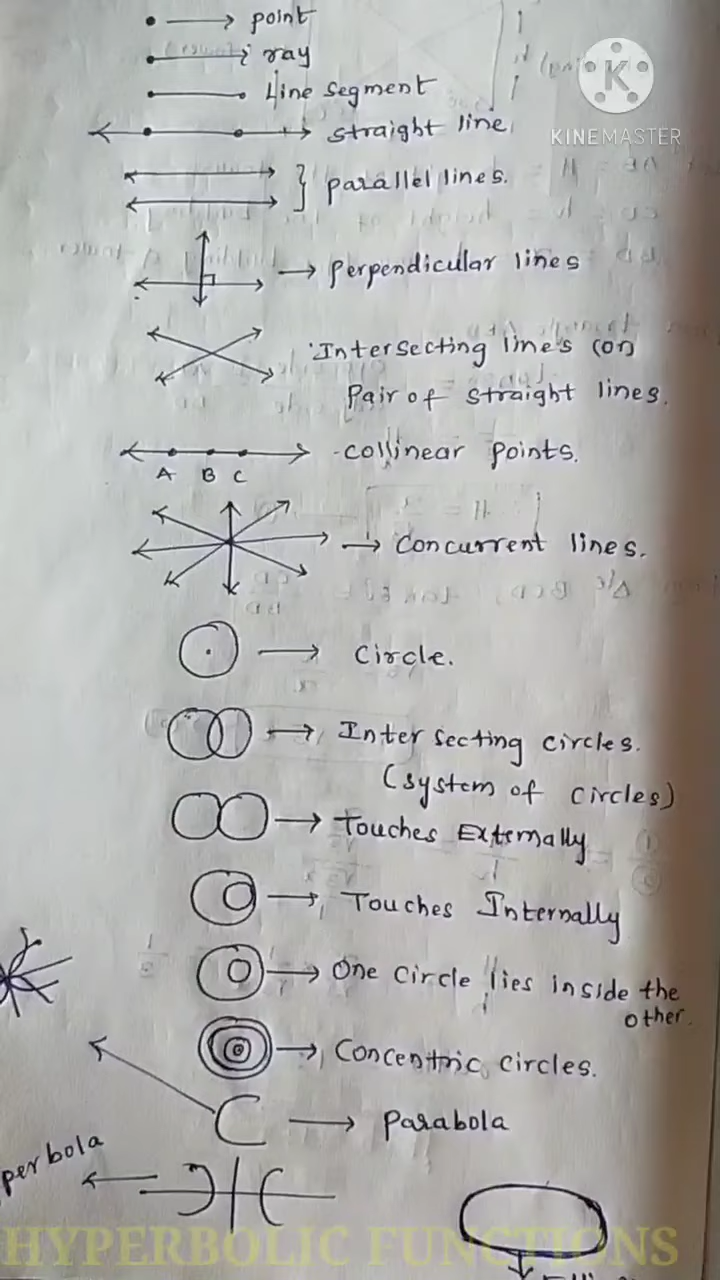 point
ray
Line segment
KINEMASTER
straight line
parallel lines.
perpendicular lines
Intersecting lines (or)
Pair of straight lines.
collinear points.
A B C
concurrent lines.
circle.
Inter secting circles.
(system of circles)
Touches Externally
Touches Internally
One circle lies inside the
other.
Concentric circles.
parabola
perbola
HYPERBOLIC FUNCTIONS